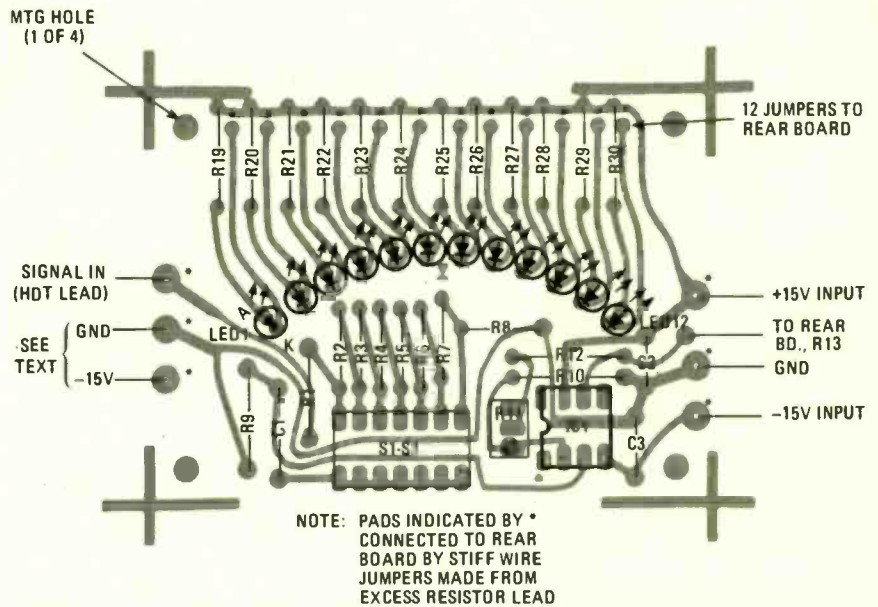 MTG HOLE
(1 OF 4)
12 JUMPERS TO
REAR BOARD
R19
R20
R21
R22
R23
R24
R25
R26
R27
R28
R29
R30
SIGNAL IN
(HDT LEAD)
GND
SEE
TEXT
-15V
A
LED1
K
LED12
+15V INPUT
TO REAR
BD., R13
GND
-15V INPUT
R2
R3
R4
R5
R7
R8
R12
R10
R9
C1
C3
NOTE: PADS INDICATED BY *
CONNECTED TO REAR
BOARD BY STIFF WIRE
JUMPERS MADE FROM
EXCESS RESISTOR LEAD